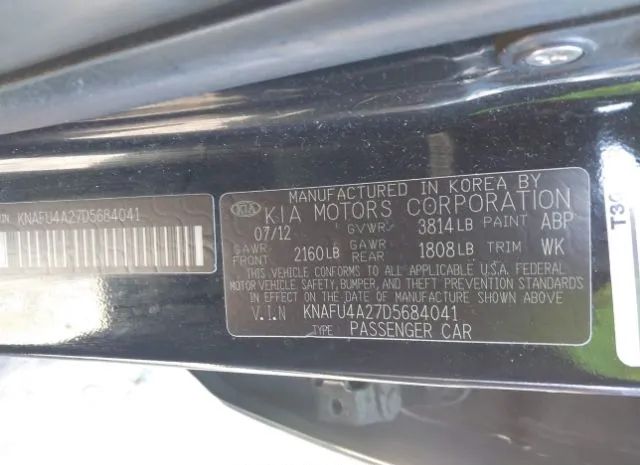 IN KNAFU4A27D5684041
KIA
MANUFACTURED IN KOREA BY
KIA MOTORS CORPORATION
07/12 GVWR 3814LB PAINT ABP
GAWR FRONT 2160LB GAWR REAR 1808LB TRIM WK
THIS VEHICLE CONFORMS TO ALL APPLICABLE U.S.A. FEDERAL
MOTOR VEHICLE SAFETY, BUMPER, AND THEFT PREVENTION STANDARDS
IN EFFECT ON THE DATE OF MANUFACTURE SHOWN ABOVE
V.I.N KNAFU4A27D5684041
TYPE PASSENGER CAR